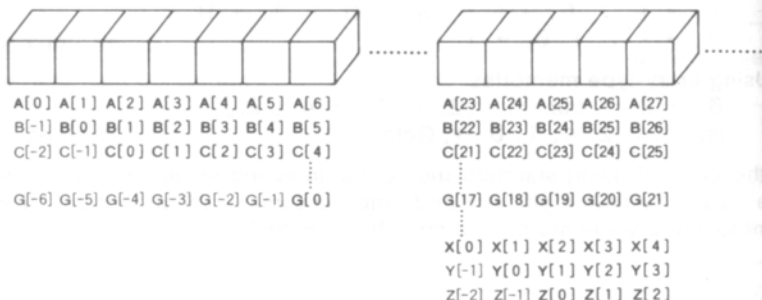 A[0] A[1] A[2] A[3] A[4] A[5] A[6] A[23] A[24] A[25] A[26] A[27]
B[-1] B[0] B[1] B[2] B[3] B[4] B[5] B[22] B[23] B[24] B[25] B[26]
C[-2] C[-1] C[0] C[1] C[2] C[3] C[4] C[21] C[22] C[23] C[24] C[25]
G[-6] G[-5] G[-4] G[-3] G[-2] G[-1] G[0] G[17] G[18] G[19] G[20] G[21]
X[0] X[1] X[2] X[3] X[4]
Y[-1] Y[0] Y[1] Y[2] Y[3]
Z[-2] Z[-1] Z[0] Z[1] Z[2]